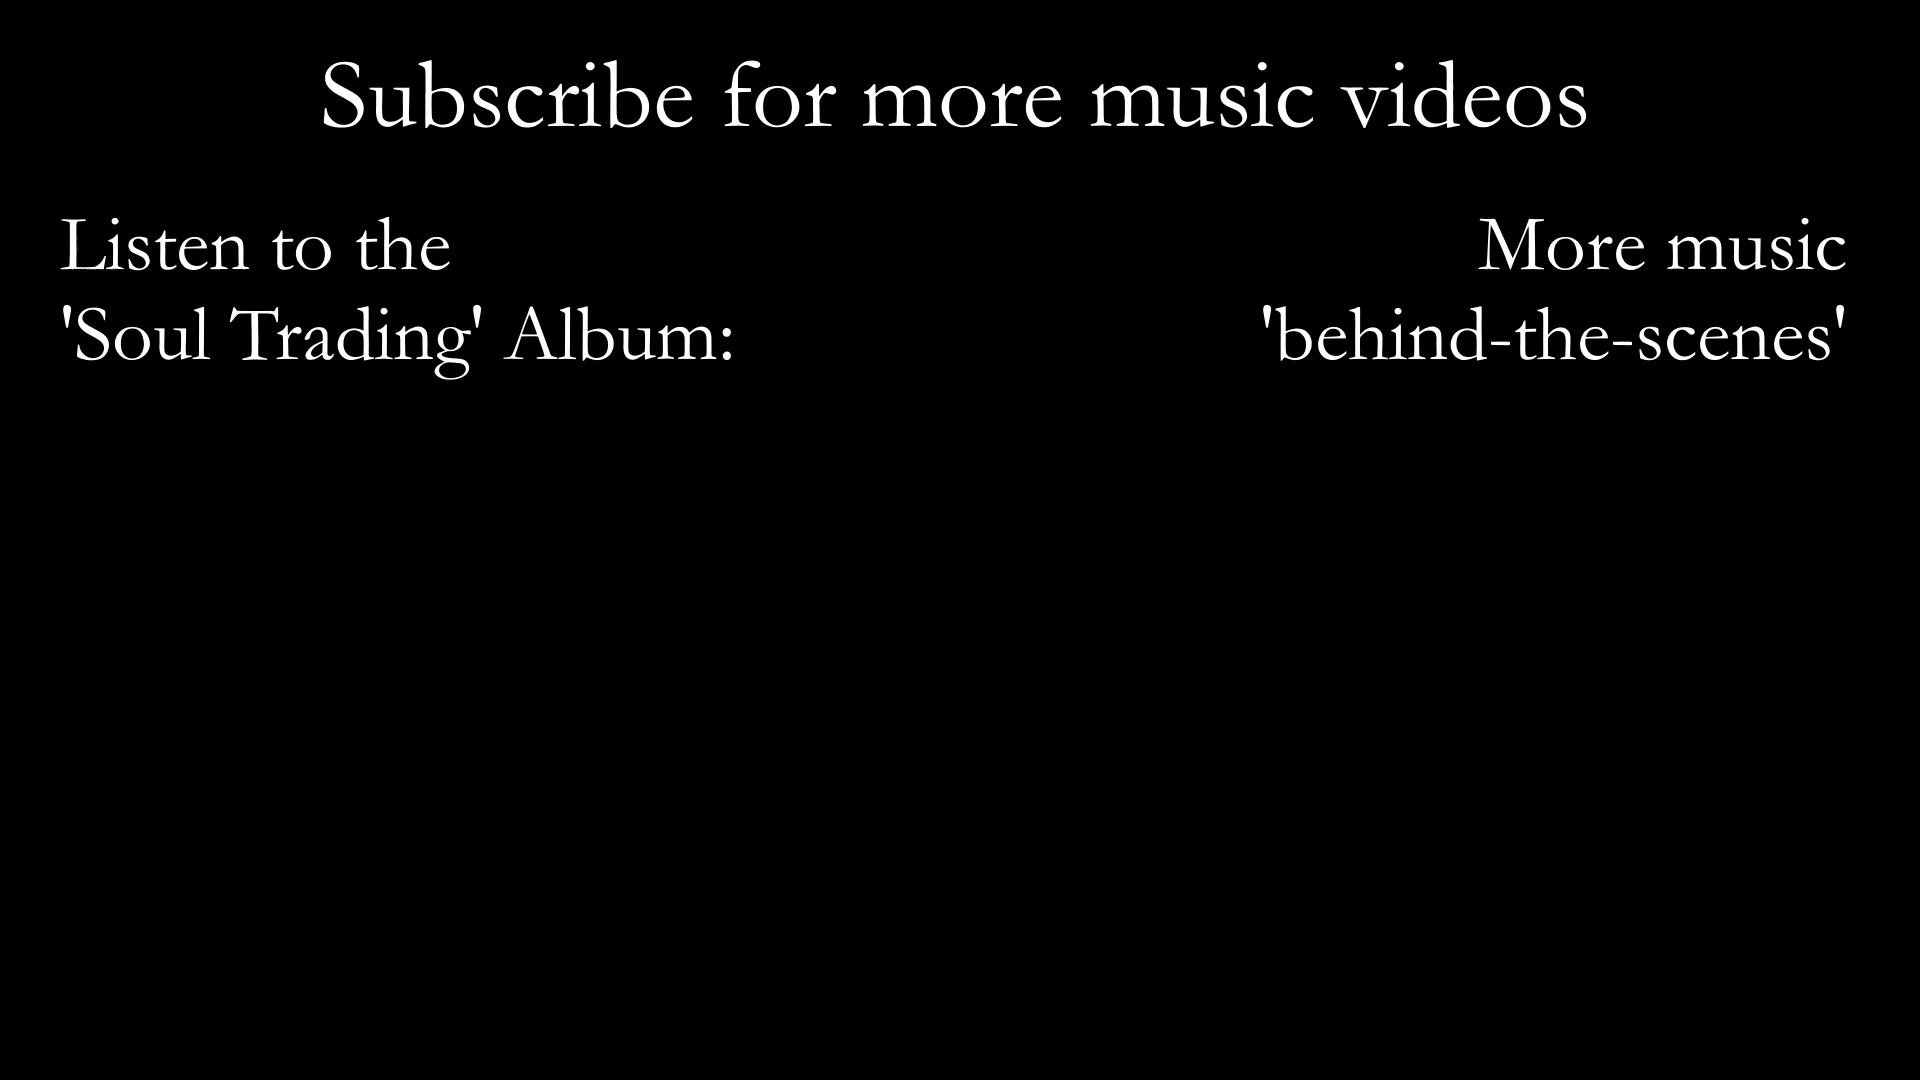 Subscribe for more music videos
Listen to the
'Soul Trading' Album:
More music
'behind-the-scenes'